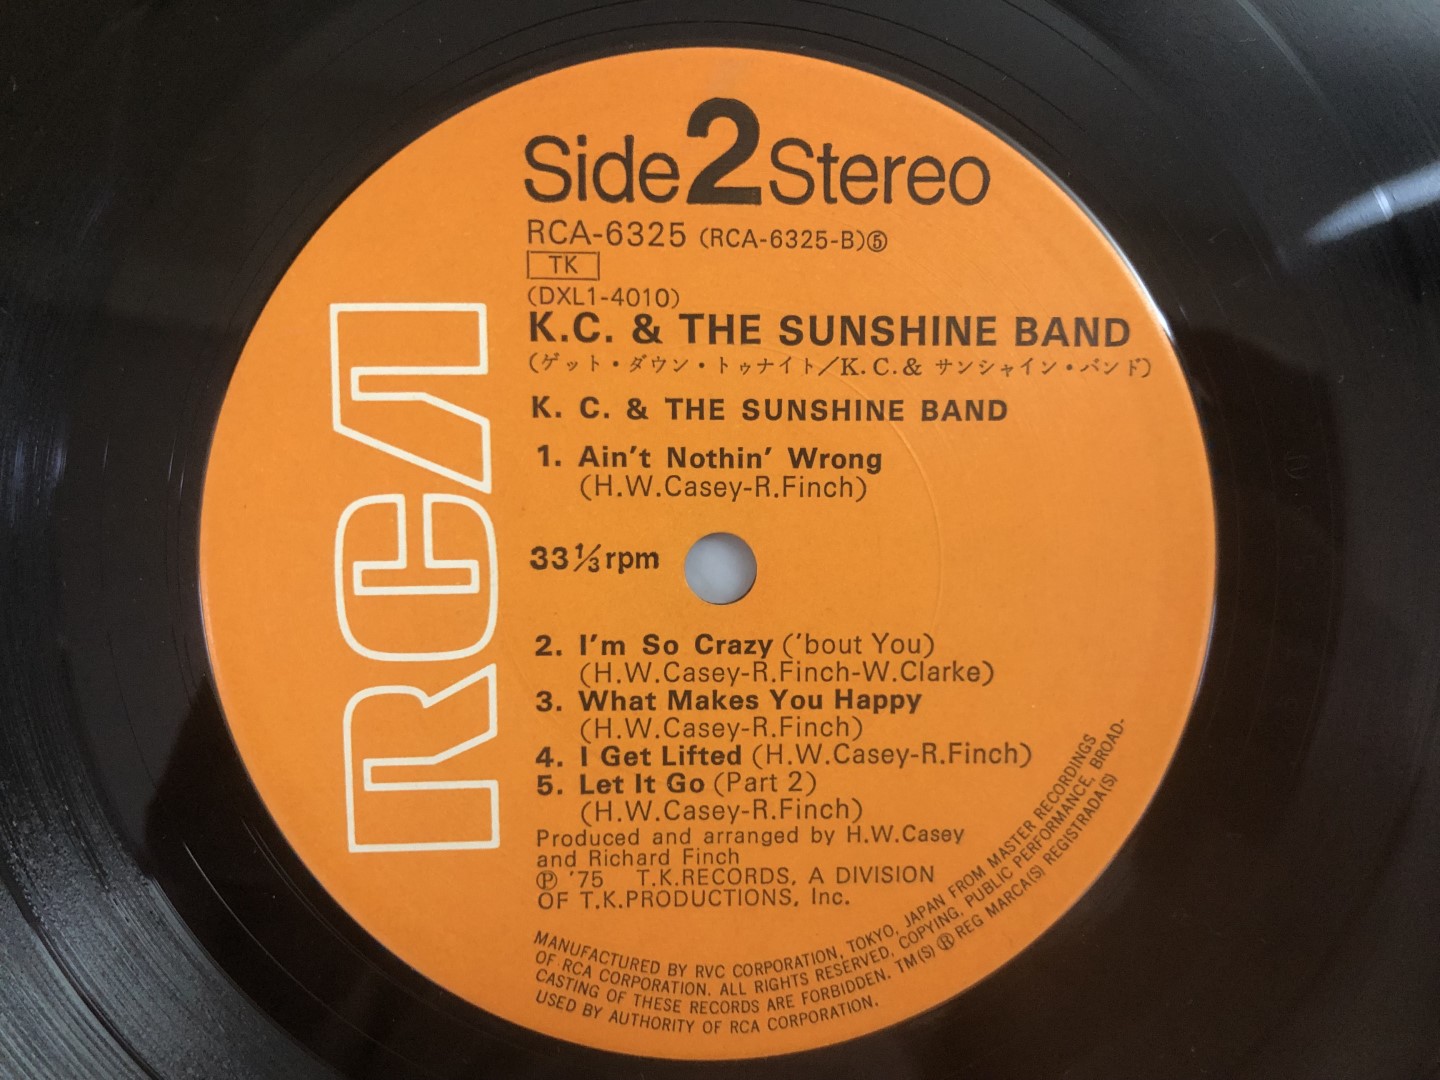 Side 2 Stereo
RCA-6325 (RCA-6325-B)⑤
TK
(DXL1-4010)
K.C. & THE SUNSHINE BAND
(ゲット・ダウン・トゥナイト/K.C.& サンシャイン・バンド)
K. C. & THE SUNSHINE BAND
1. Ain't Nothin' Wrong
(H.W.Casey-R.Finch)
33⅓rpm
2. I'm So Crazy ('bout You)
(H.W.Casey-R.Finch-W.Clarke)
3. What Makes You Happy
(H.W.Casey-R.Finch)
4. I Get Lifted (H.W.Casey-R.Finch)
5. Let It Go (Part 2)
(H.W.Casey-R.Finch)
Produced and arranged by H.W.Casey
and Richard Finch
℗ '75 T.K.RECORDS, A DIVISION
OF T.K.PRODUCTIONS, Inc.
MANUFACTURED BY RVC CORPORATION, TOKYO, JAPAN FROM MASTER RECORDINGS
OF RCA CORPORATION. ALL RIGHTS RESERVED. COPYING, PUBLIC PERFORMANCE, BROAD-
CASTING OF THESE RECORDS ARE FORBIDDEN. TM(S) ® REG MARCA(S) REGISTRADA(S)
USED BY AUTHORITY OF RCA CORPORATION.
RCA